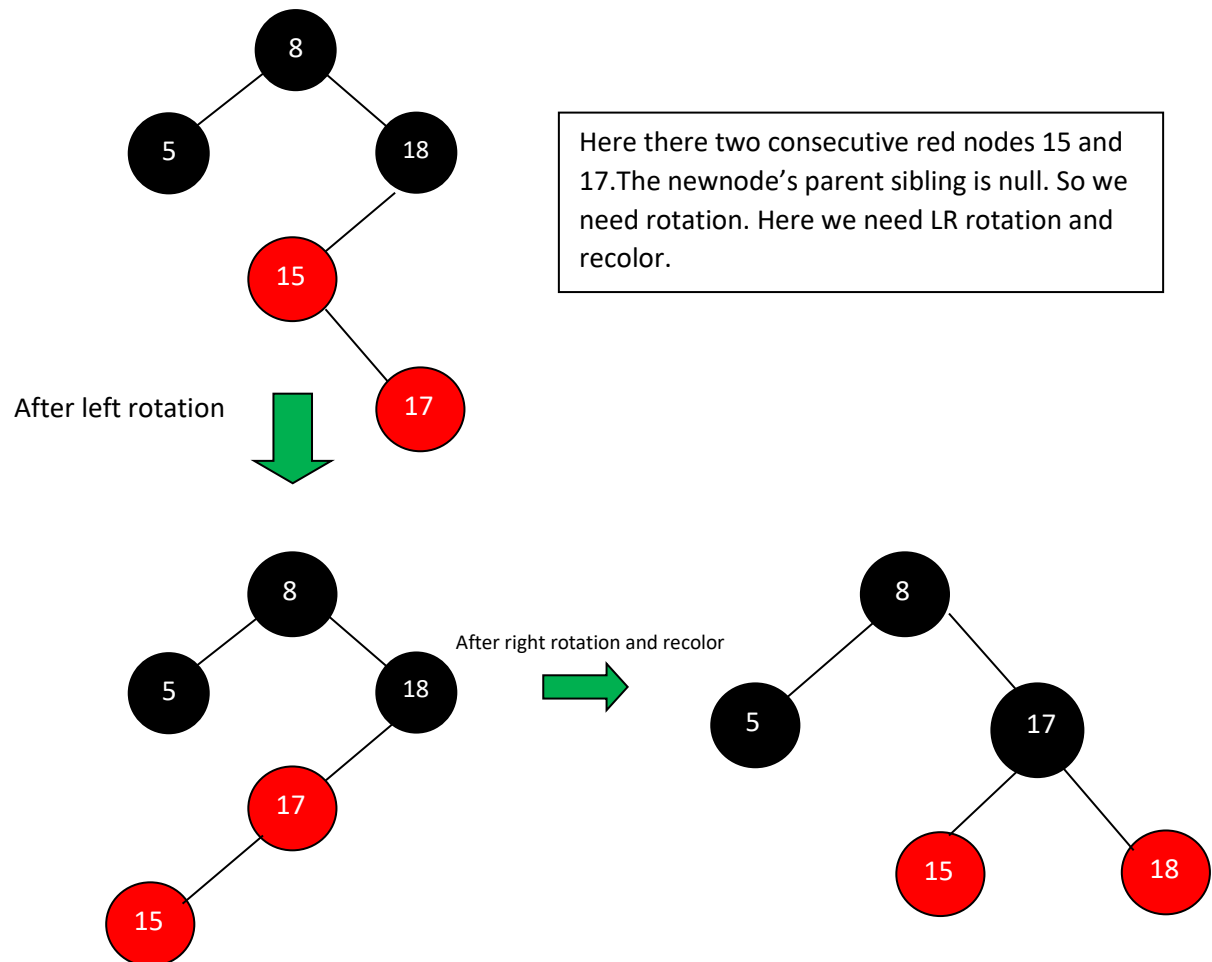 8
5
18
Here there two consecutive red nodes 15 and
17.The newnode’s parent sibling is null. So we
need rotation. Here we need LR rotation and
recolor.
15
After left rotation
17
8
5
18
17
15
After right rotation and recolor
8
5
17
15
18